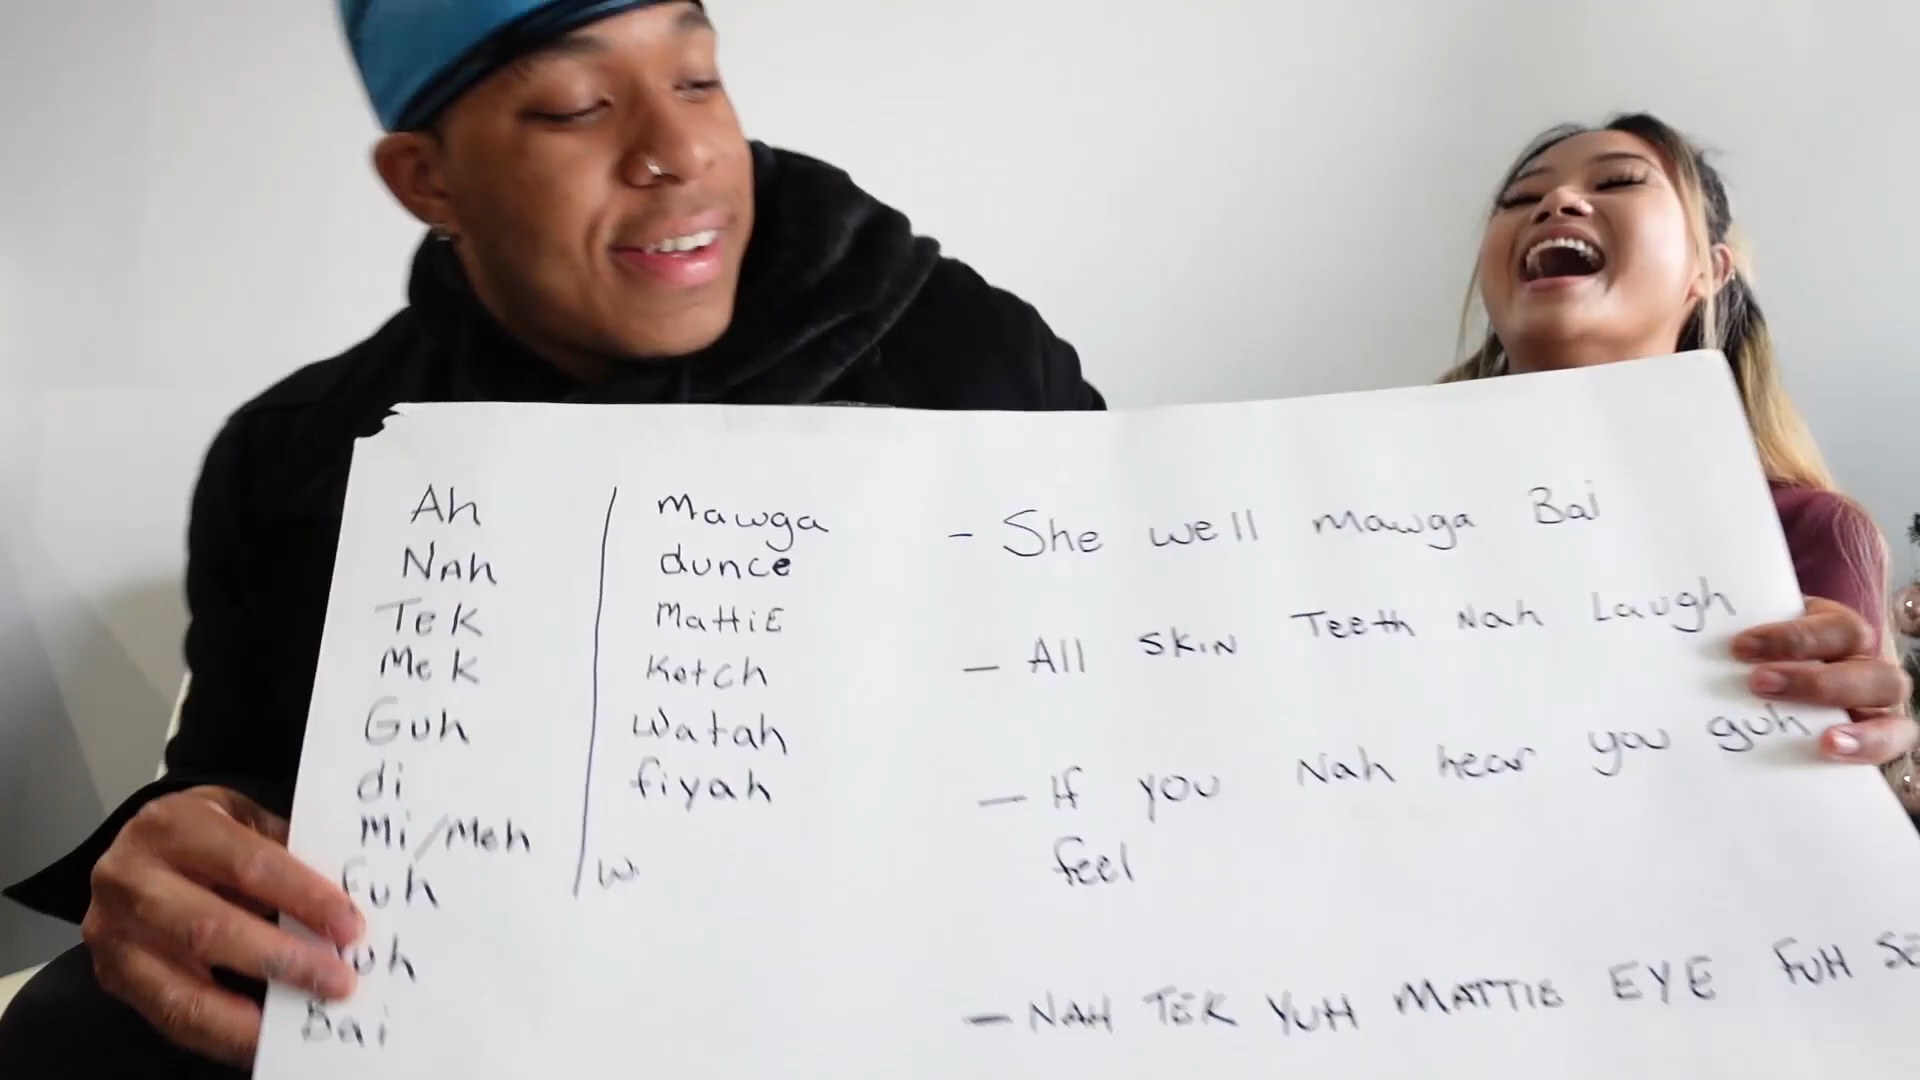 Ah
Nah
Tek
Mek
Guh
di
Mi/Meh
Fuh
Bai
Mawga
dunce
Mattie
Ketch
Watah
fiyah
- She well mawga Bai
- All skin Teeth Nah Laugh
- If you Nah hear you guh
feel
- NAH TEK YUH MATTIE EYE FUH